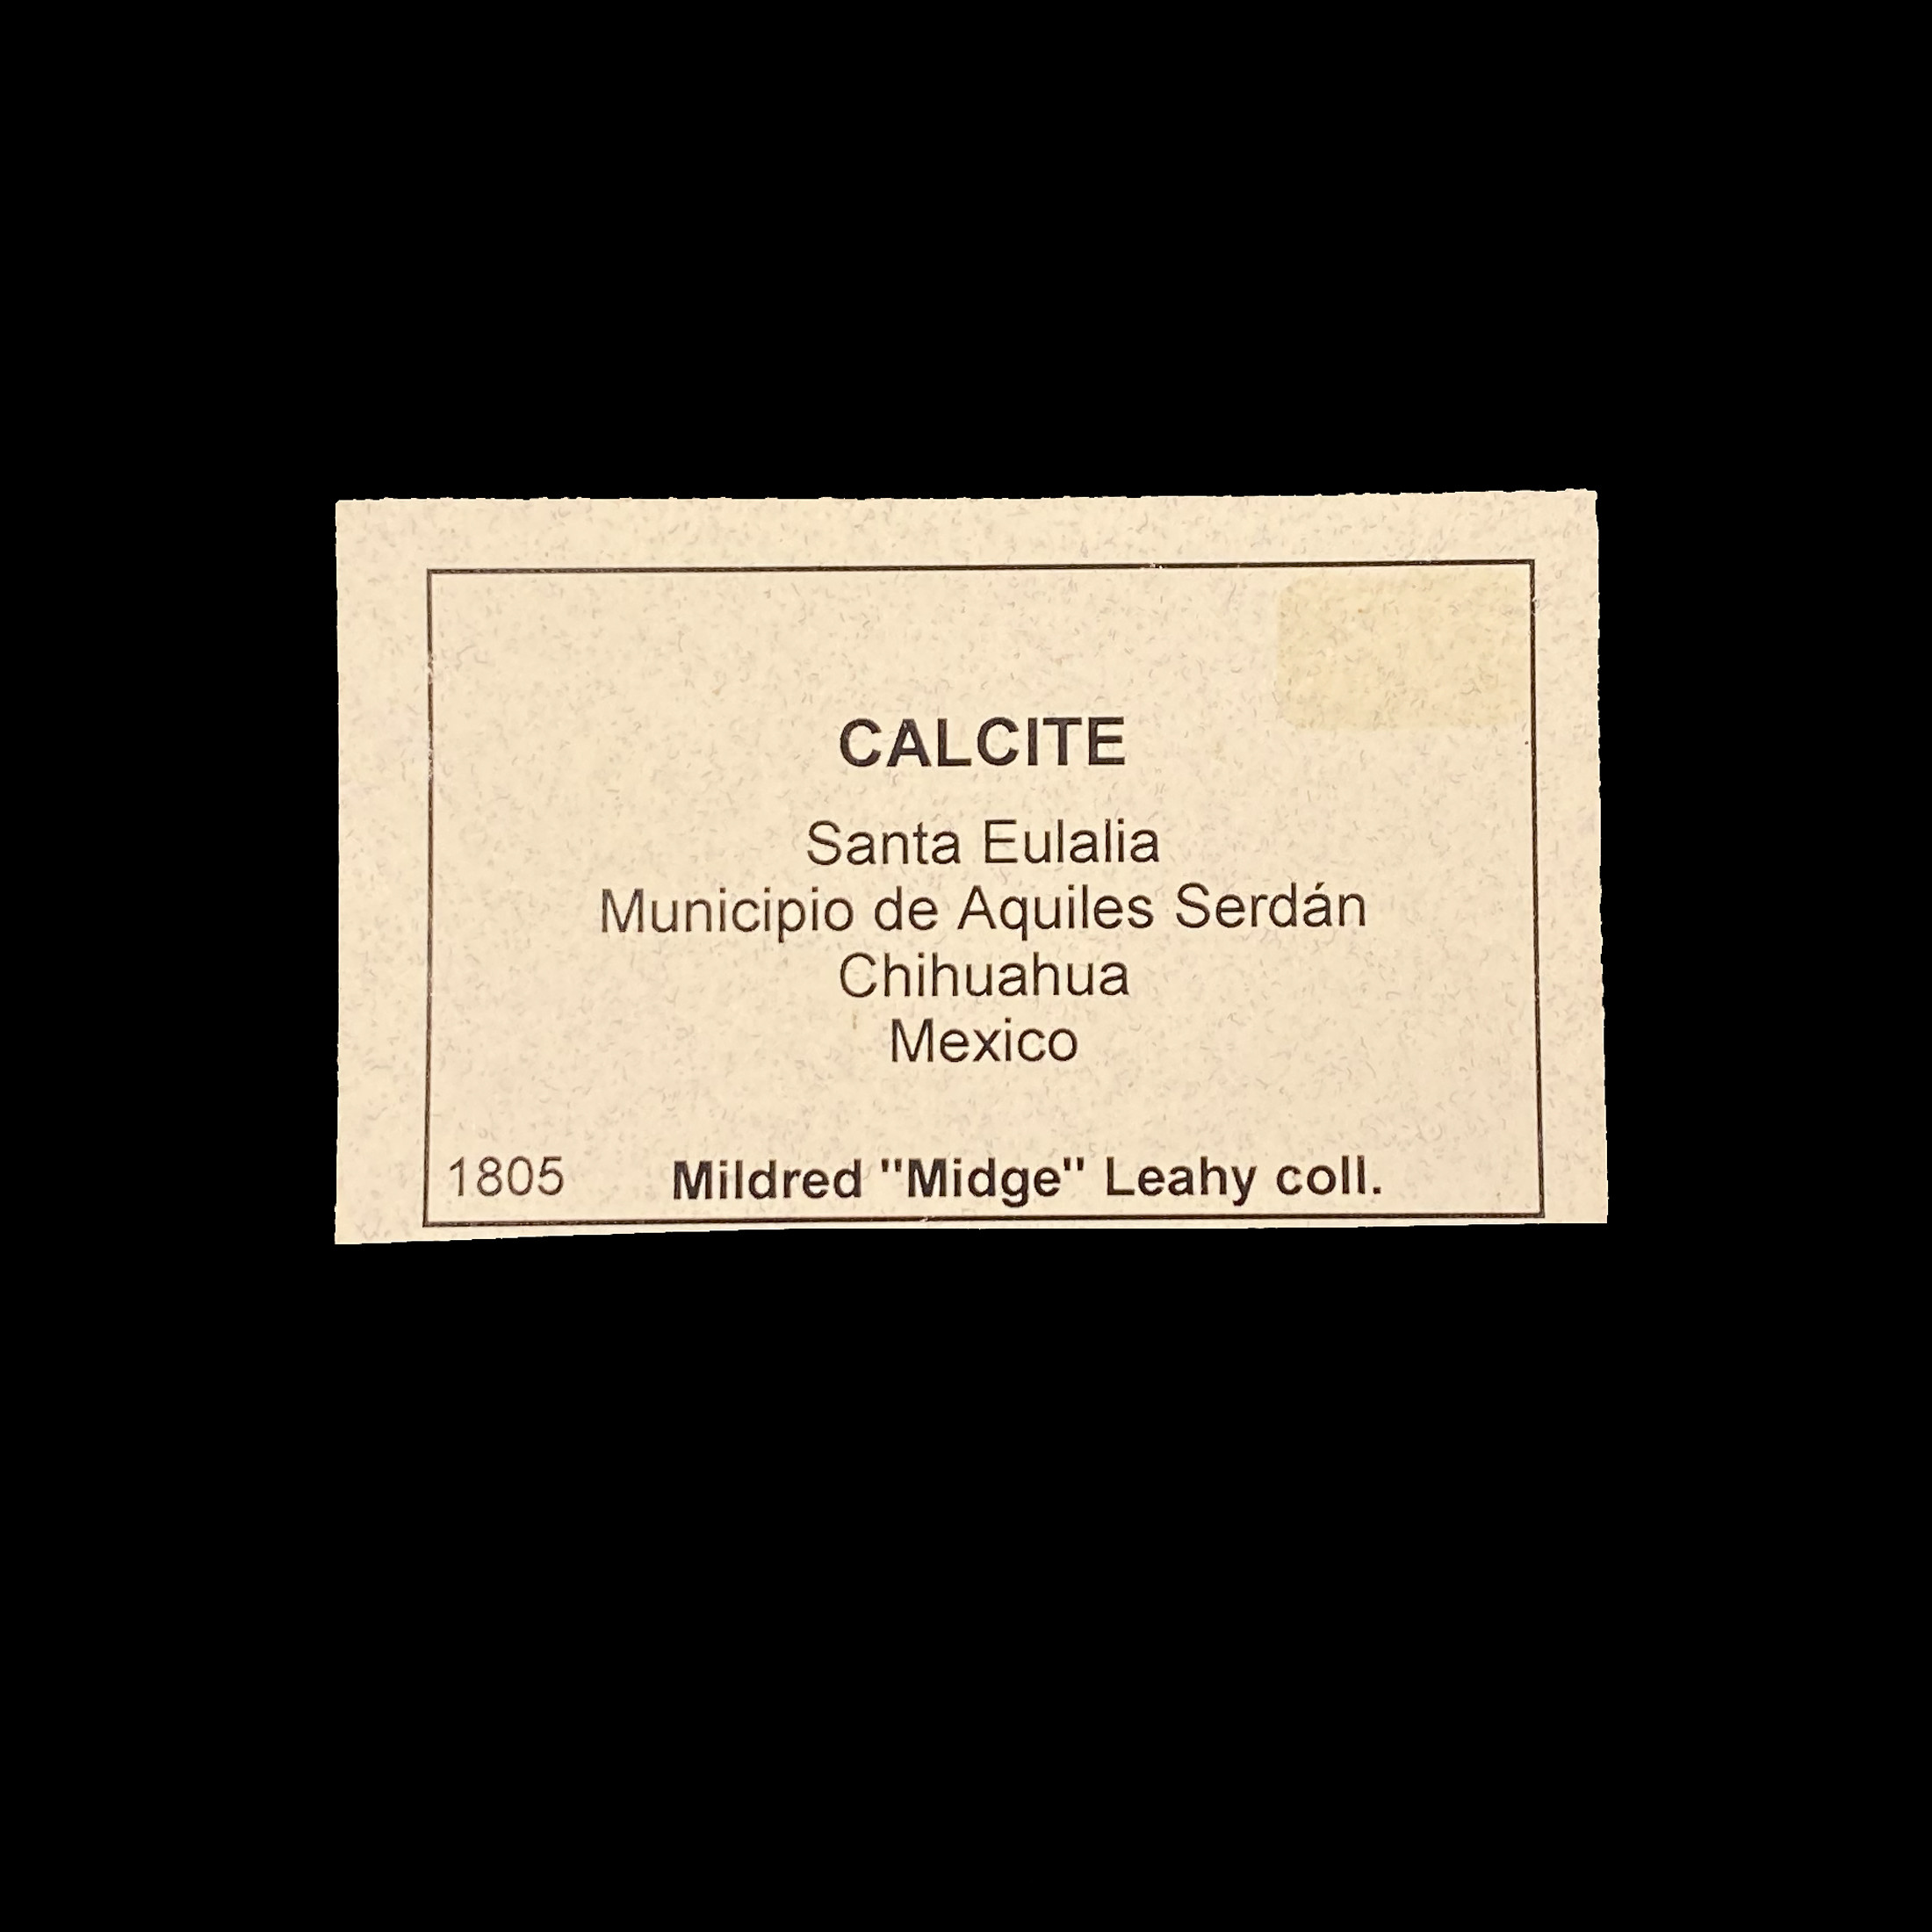 CALCITE
Santa Eulalia
Municipio de Aquiles Serdán
Chihuahua
Mexico
1805 Mildred "Midge" Leahy coll.